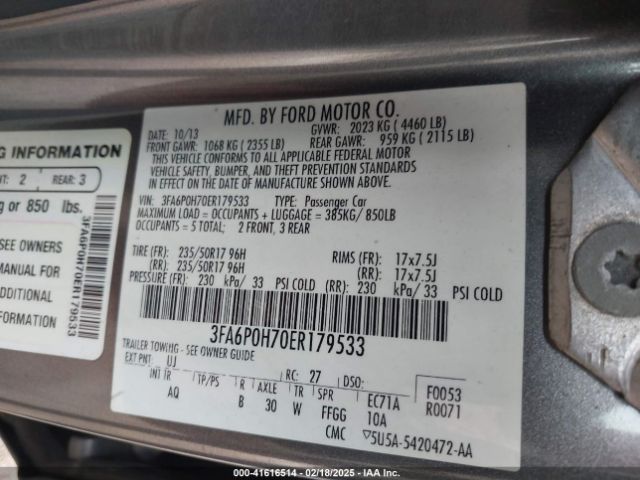 MFD. BY FORD MOTOR CO.
DATE: 10/13 GVWR: 2023 KG ( 4460 LB)
FRONT GAWR: 1068 KG ( 2355 LB) REAR GAWR: 959 KG ( 2115 LB)
THIS VEHICLE CONFORMS TO ALL APPLICABLE FEDERAL MOTOR
VEHICLE SAFETY, BUMPER, AND THEFT PREVENTION STANDARDS
IN EFFECT ON THE DATE OF MANUFACTURE SHOWN ABOVE.
VIN: 3FA6P0H70ER179533 TYPE: Passenger Car
MAXIMUM LOAD = OCCUPANTS + LUGGAGE = 385KG/ 850LB
OCCUPANTS = 5 TOTAL: 2 FRONT, 3 REAR
TIRE (FR): 235/50R17 96H RIMS (FR): 17x7.5J
(RR): 235/50R17 96H (RR): 17x7.5J
PRESSURE (FR): 230 kPa/ 33 PSI COLD (RR): 230 kPa/ 33 PSI COLD
3FA6P0H70ER179533
TRAILER TOWING - SEE OWNER GUIDE
EXT PNT: UJ RC: 27 DSO: F0053
INT TR TP/PS R AXLE TR SPR EC71A R0071
AQ B 30 W FFGG 10A
CMC ▽5U5A-5420472-AA
G INFORMATION
NT: 2 REAR: 3
g or 850 lbs.
SEE OWNERS
MANUAL FOR
ADDITIONAL
INFORMATION
3FA6P0H70ER179533
000-41616514 — 02/18/2025 — IAAI.COM